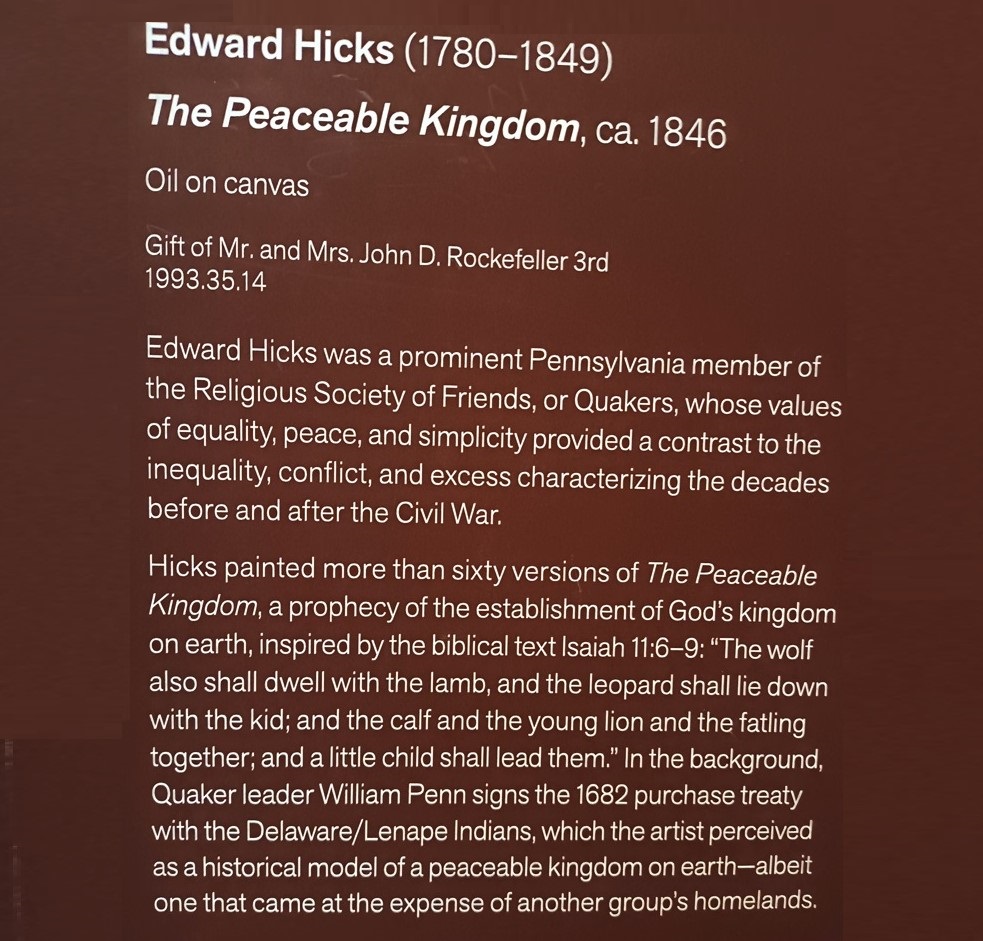 Edward Hicks (1780–1849)
The Peaceable Kingdom, ca. 1846
Oil on canvas
Gift of Mr. and Mrs. John D. Rockefeller 3rd
1993.35.14
Edward Hicks was a prominent Pennsylvania member of
the Religious Society of Friends, or Quakers, whose values
of equality, peace, and simplicity provided a contrast to the
inequality, conflict, and excess characterizing the decades
before and after the Civil War.
Hicks painted more than sixty versions of The Peaceable
Kingdom, a prophecy of the establishment of God’s kingdom
on earth, inspired by the biblical text Isaiah 11:6–9: “The wolf
also shall dwell with the lamb, and the leopard shall lie down
with the kid; and the calf and the young lion and the fatling
together; and a little child shall lead them.” In the background,
Quaker leader William Penn signs the 1682 purchase treaty
with the Delaware/Lenape Indians, which the artist perceived
as a historical model of a peaceable kingdom on earth—albeit
one that came at the expense of another group’s homelands.